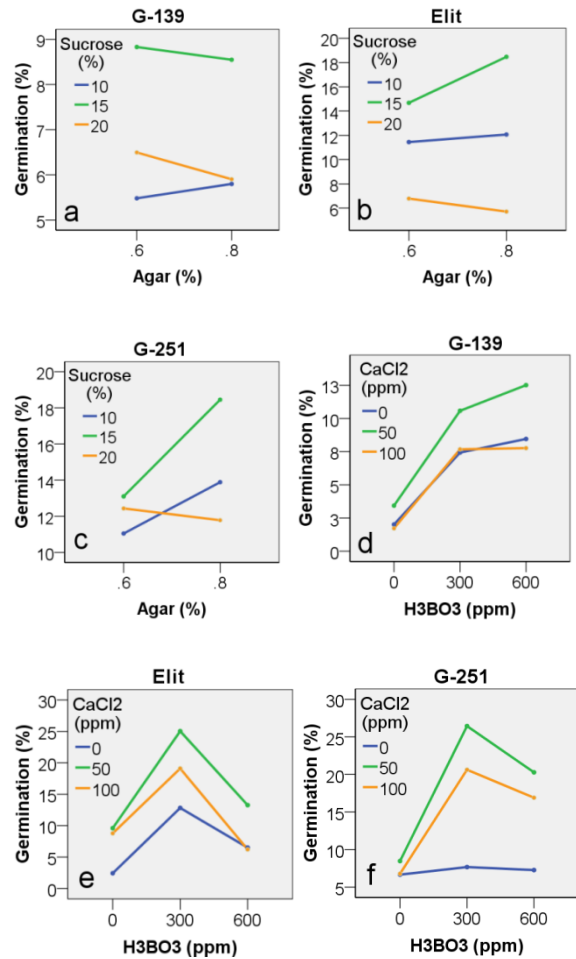 G-139
Germination (%)
9
8
7
6
5
Sucrose
(%)
10
15
20
a
.6
.8
Agar (%)
Elit
Germination (%)
20
18
16
14
12
10
8
6
Sucrose
(%)
10
15
20
b
.6
.8
Agar (%)
G-251
Germination (%)
20
18
16
14
12
10
Sucrose
(%)
10
15
20
c
.6
.8
Agar (%)
G-139
Germination (%)
13
10
8
5
3
0
CaCl2
(ppm)
0
50
100
d
0
300
600
H3BO3 (ppm)
Elit
Germination (%)
30
25
20
15
10
5
0
CaCl2
(ppm)
0
50
100
e
0
300
600
H3BO3 (ppm)
G-251
Germination (%)
30
25
20
15
10
5
CaCl2
(ppm)
0
50
100
f
0
300
600
H3BO3 (ppm)